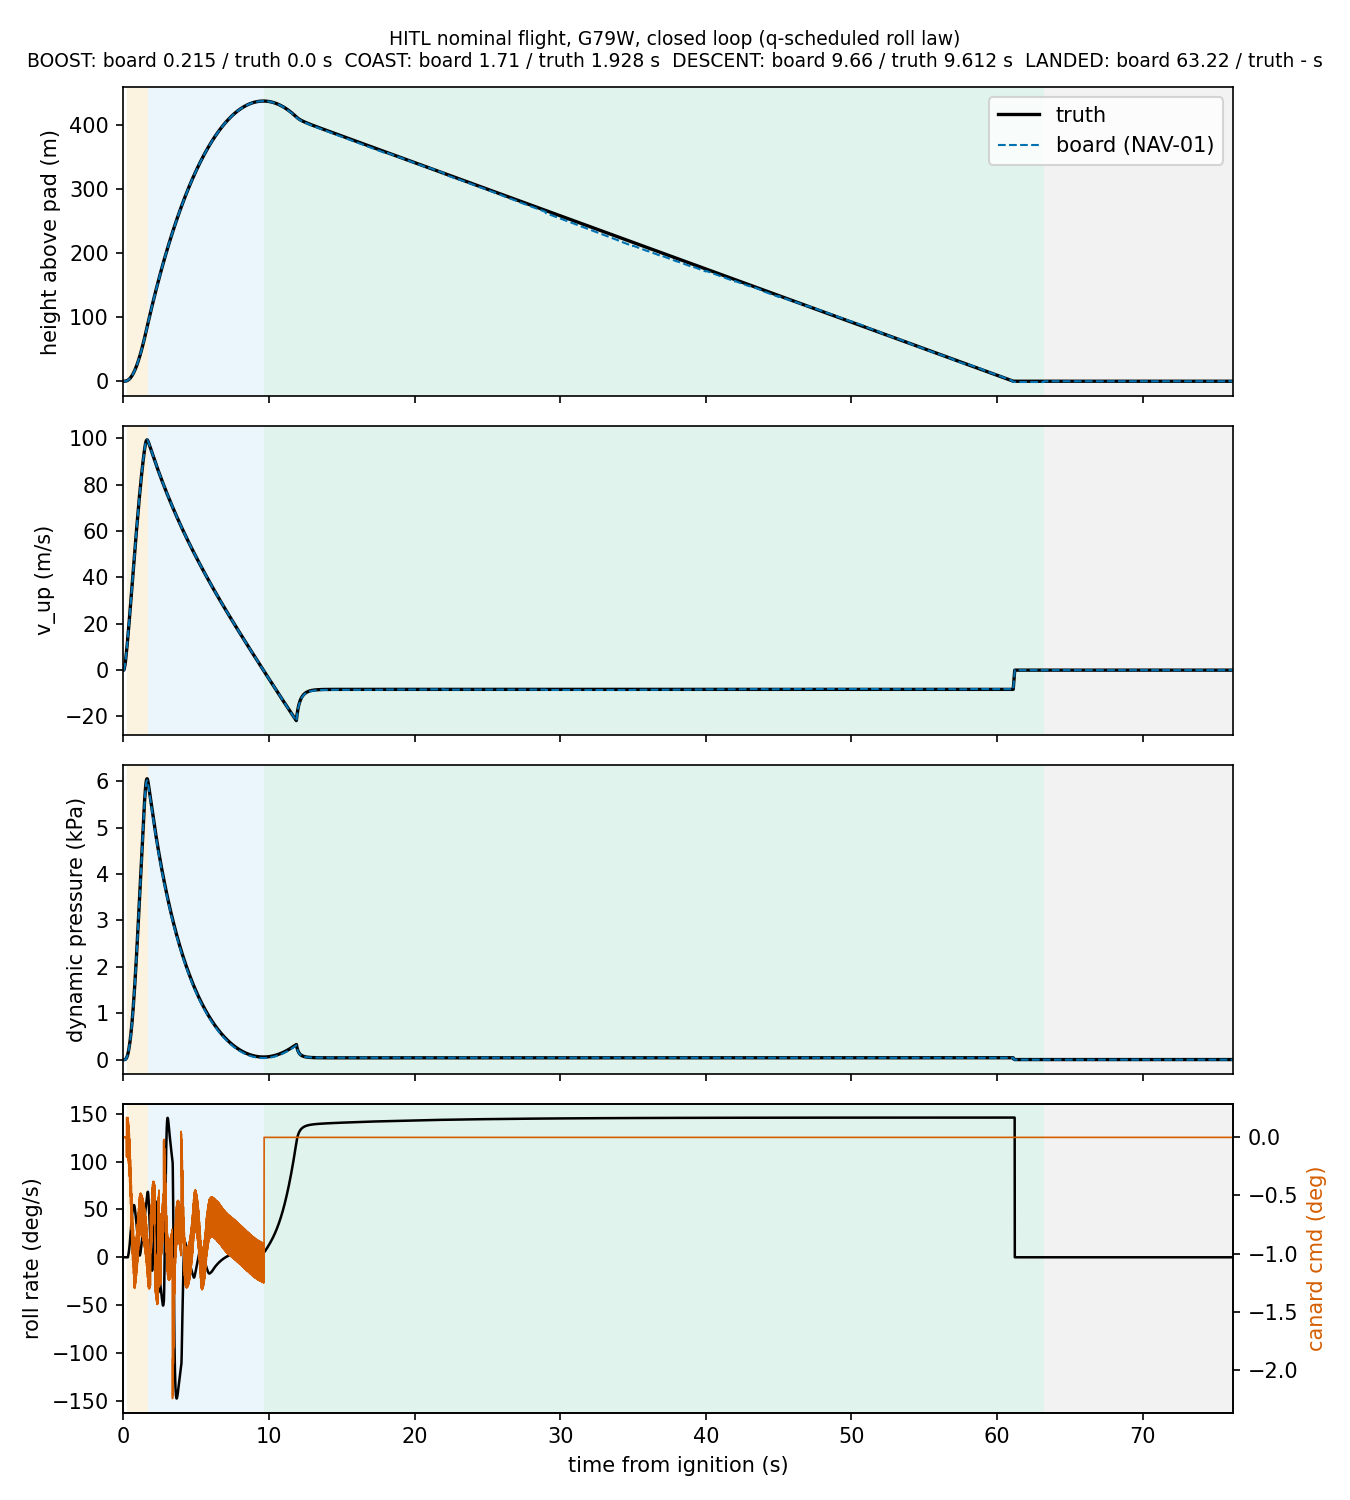 HITL nominal flight, G79W, closed loop (q-scheduled roll law)
BOOST: board 0.215 / truth 0.0 s  COAST: board 1.71 / truth 1.928 s  DESCENT: board 9.66 / truth 9.612 s  LANDED: board 63.22 / truth - s
truth
board (NAV-01)
height above pad (m)
400
300
200
100
0
v_up (m/s)
100
80
60
40
20
0
−20
dynamic pressure (kPa)
6
5
4
3
2
1
0
roll rate (deg/s)
150
100
50
0
−50
−100
−150
0.0
−0.5
−1.0
−1.5
−2.0
canard cmd (deg)
0 10 20 30 40 50 60 70
time from ignition (s)